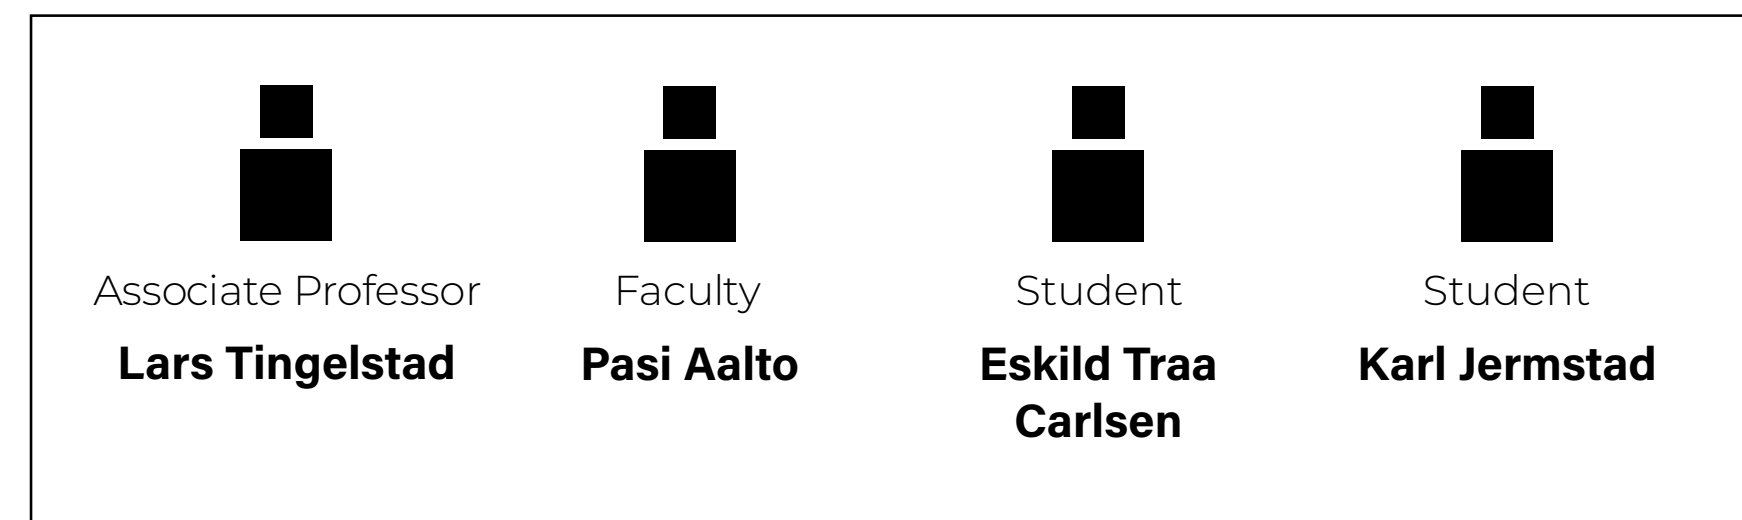 Associate Professor
Lars Tingelstad
Faculty
Pasi Aalto
Student
Eskild Traa
Carlsen
Student
Karl Jermstad